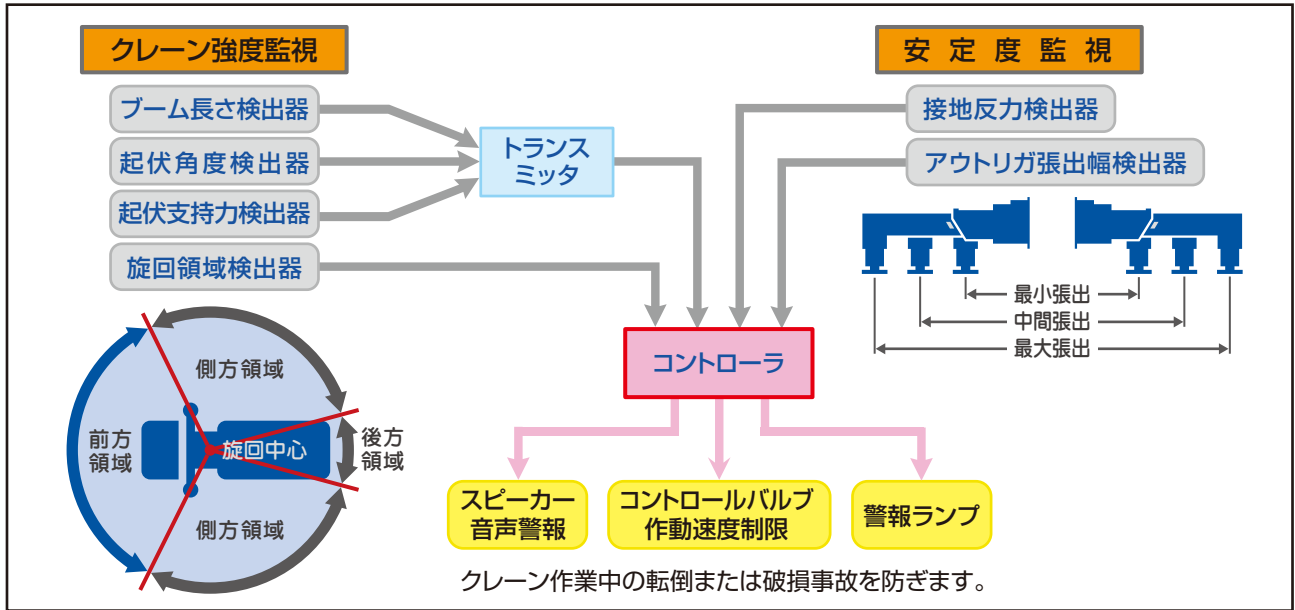 クレーン強度監視
ブーム長さ検出器
起伏角度検出器
起伏支持力検出器
旋回領域検出器
トランス
ミッタ
安定度監視
接地反力検出器
アウトリガ張出幅検出器
最小張出
中間張出
最大張出
コントローラ
側方領域
前方
領域
旋回中心
後方
領域
側方領域
スピーカー
音声警報
コントロールバルブ
作動速度制限
警報ランプ
クレーン作業中の転倒または破損事故を防ぎます。